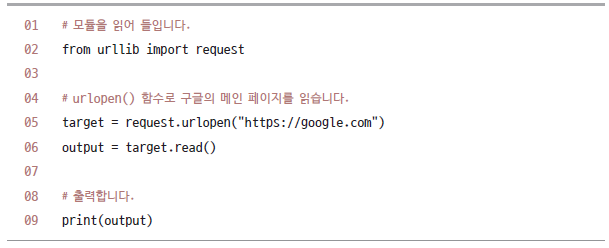 01 # 모듈을 읽어 들입니다.
02 from urllib import request
03
04 # urlopen() 함수로 구글의 메인 페이지를 읽습니다.
05 target = request.urlopen("https://google.com")
06 output = target.read()
07
08 # 출력합니다.
09 print(output)